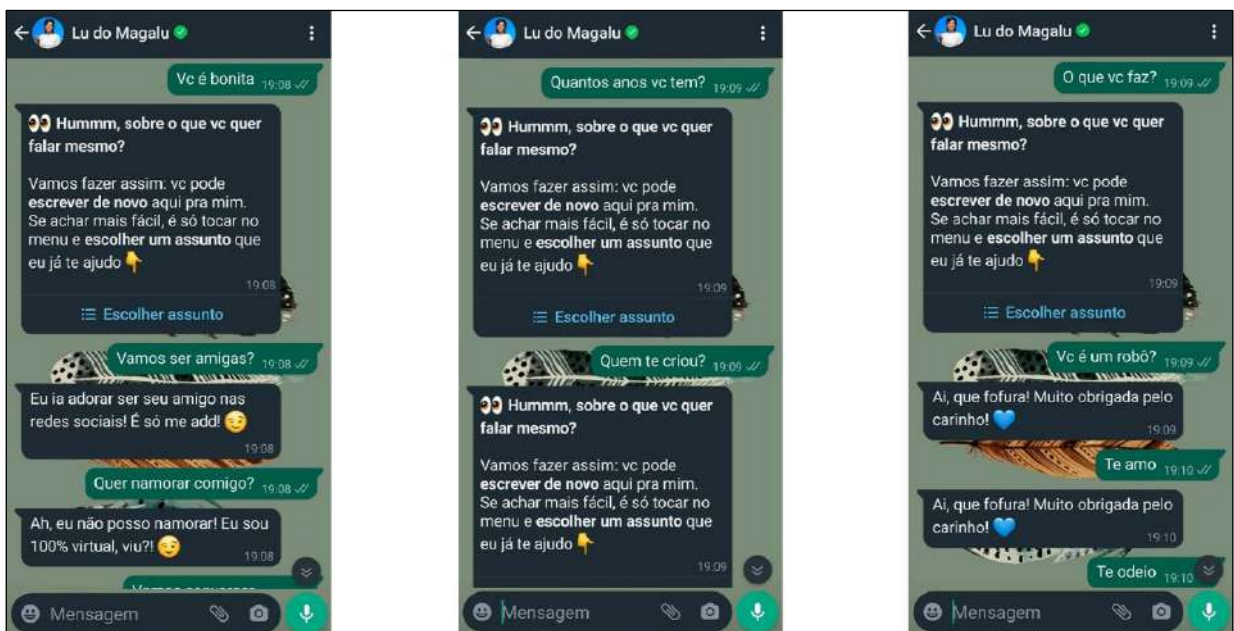 Lu do Magalu
Vc é bonita 19:08
Hummm, sobre o que vc quer
falar mesmo?
Vamos fazer assim: vc pode
escrever de novo aqui pra mim.
Se achar mais fácil, é só tocar no
menu e escolher um assunto que
eu já te ajudo
19:08
Escolher assunto
Vamos ser amigas? 19:08
Eu ia adorar ser seu amigo nas
redes sociais! É só me add!
19:08
Quer namorar comigo? 19:08
Ah, eu não posso namorar! Eu sou
100% virtual, viu?!
19:08
Mensagem
Lu do Magalu
Quantos anos vc tem? 19:09
Hummm, sobre o que vc quer
falar mesmo?
Vamos fazer assim: vc pode
escrever de novo aqui pra mim.
Se achar mais fácil, é só tocar no
menu e escolher um assunto que
eu já te ajudo
19:09
Escolher assunto
Quem te criou? 19:09
Hummm, sobre o que vc quer
falar mesmo?
Vamos fazer assim: vc pode
escrever de novo aqui pra mim.
Se achar mais fácil, é só tocar no
menu e escolher um assunto que
eu já te ajudo
19:09
Mensagem
Lu do Magalu
O que vc faz? 19:09
Hummm, sobre o que vc quer
falar mesmo?
Vamos fazer assim: vc pode
escrever de novo aqui pra mim.
Se achar mais fácil, é só tocar no
menu e escolher um assunto que
eu já te ajudo
19:09
Escolher assunto
Vc é um robô? 19:09
Ai, que fofura! Muito obrigada pelo
carinho!
19:09
Te amo 19:10
Ai, que fofura! Muito obrigada pelo
carinho!
19:10
Te odeio 19:10
Mensagem